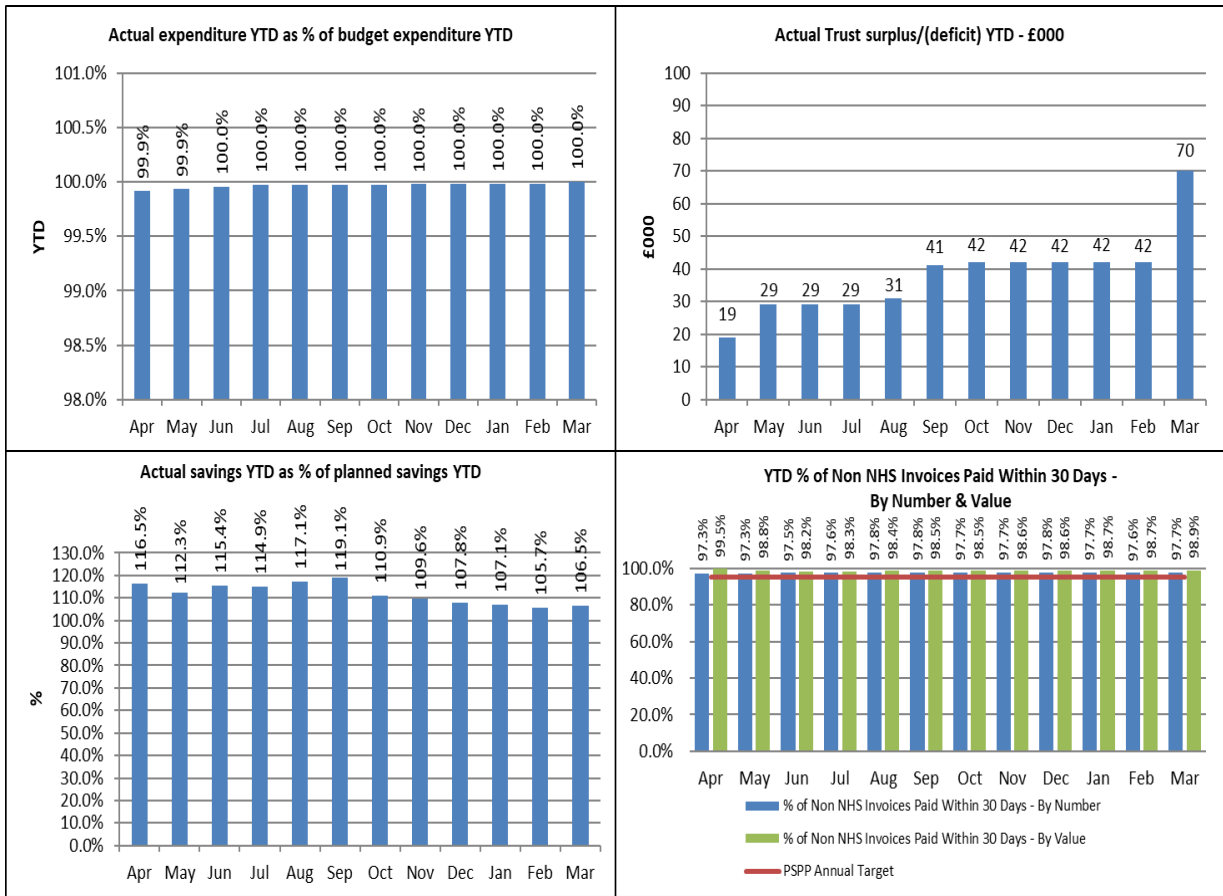 Actual expenditure YTD as % of budget expenditure YTD
101.0%
100.5%
100.0%
99.5%
99.0%
98.5%
98.0%
YTD
99.9% 99.9% 100.0% 100.0% 100.0% 100.0% 100.0% 100.0% 100.0% 100.0% 100.0% 100.0%
Apr May Jun Jul Aug Sep Oct Nov Dec Jan Feb Mar
Actual Trust surplus/(deficit) YTD - £000
100
90
80
70
60
50
40
30
20
10
0
£000
19 29 29 29 31 41 42 42 42 42 42 70
Apr May Jun Jul Aug Sep Oct Nov Dec Jan Feb Mar
Actual savings YTD as % of planned savings YTD
130.0%
120.0%
110.0%
100.0%
90.0%
80.0%
70.0%
60.0%
50.0%
40.0%
30.0%
20.0%
10.0%
0.0%
%
116.5% 112.3% 115.4% 114.9% 117.1% 119.1% 110.9% 109.6% 107.8% 107.1% 105.7% 106.5%
Apr May Jun Jul Aug Sep Oct Nov Dec Jan Feb Mar
YTD % of Non NHS Invoices Paid Within 30 Days -
By Number & Value
97.3% 99.5% 97.3% 98.8% 97.5% 98.2% 97.6% 98.3% 97.8% 98.4% 97.8% 98.5% 97.7% 98.5% 97.7% 98.6% 97.8% 98.6% 97.7% 98.7% 97.6% 98.7% 97.7% 98.9%
100.0%
80.0%
60.0%
40.0%
20.0%
0.0%
Apr May Jun Jul Aug Sep Oct Nov Dec Jan Feb Mar
% of Non NHS Invoices Paid Within 30 Days - By Number
% of Non NHS Invoices Paid Within 30 Days - By Value
PSPP Annual Target